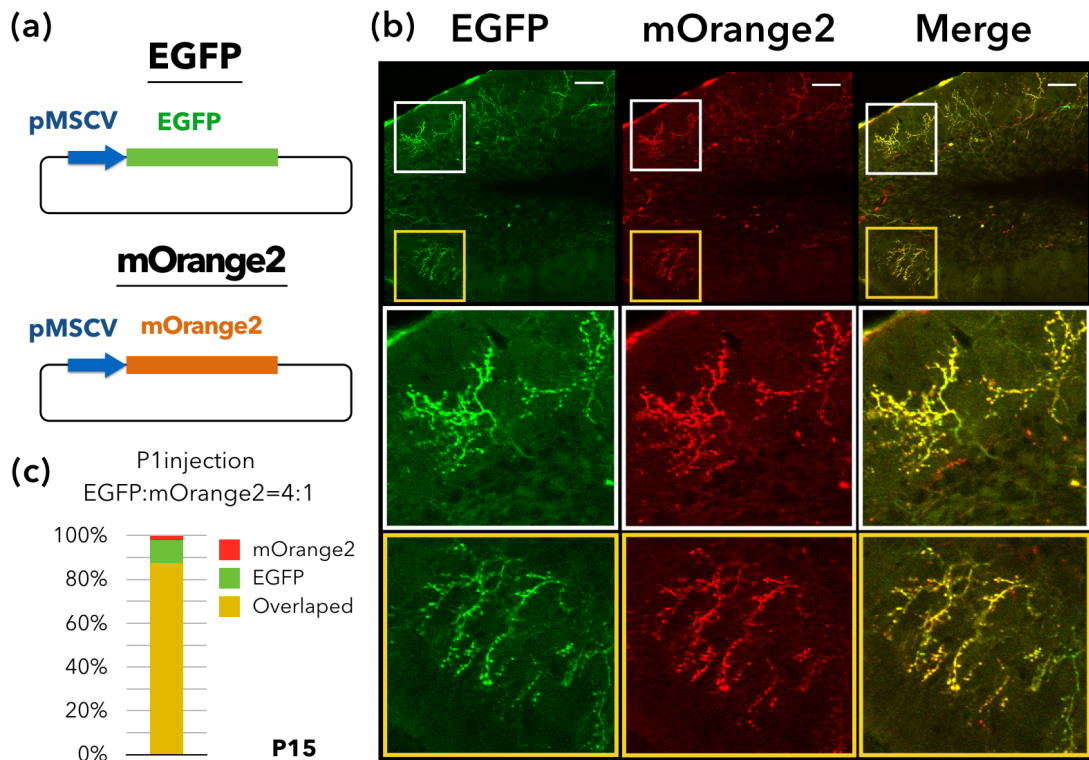 (a)
EGFP
pMSCV EGFP
mOrange2
pMSCV mOrange2
(b) EGFP mOrange2 Merge
(c)
P1injection
EGFP:mOrange2=4:1
100%
80%
60%
40%
20%
0%
mOrange2
EGFP
Overlaped
P15